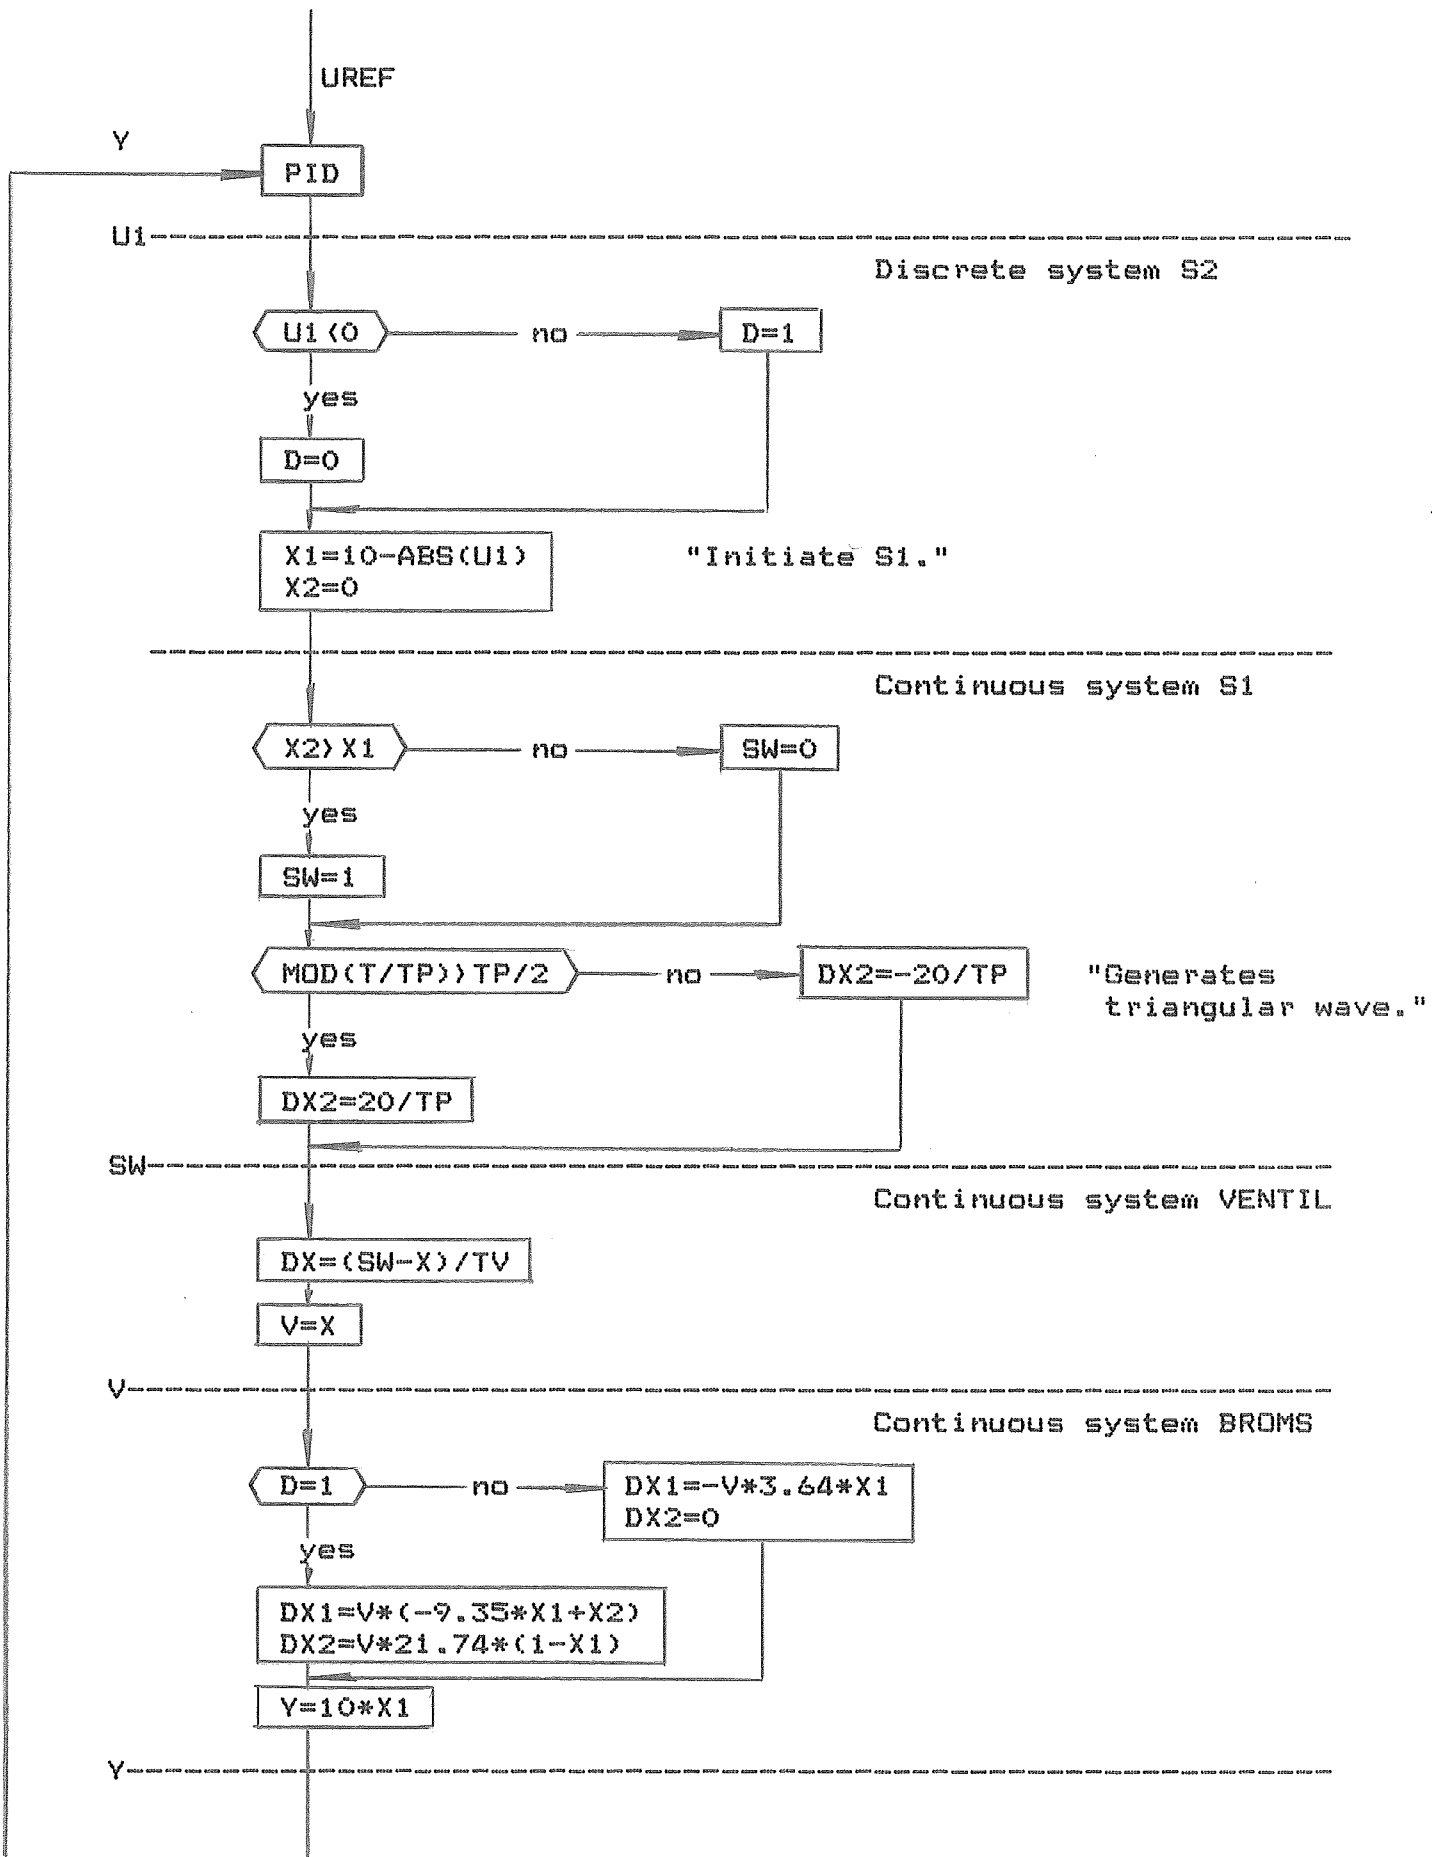 UREF
Y
PID
U1
Discrete system S2
U1<0
no
D=1
yes
D=0
X1=10-ABS(U1)
X2=0
"Initiate S1."
Continuous system S1
X2>X1
no
SW=0
yes
SW=1
MOD(T/TP)>TP/2
no
DX2=-20/TP
"Generates
triangular wave."
yes
DX2=20/TP
SW
Continuous system VENTIL
DX=(SW-X)/TV
V=X
V
Continuous system BROMS
D=1
no
DX1=-V*3.64*X1
DX2=0
yes
DX1=V*(-9.35*X1+X2)
DX2=V*21.74*(1-X1)
Y=10*X1
Y